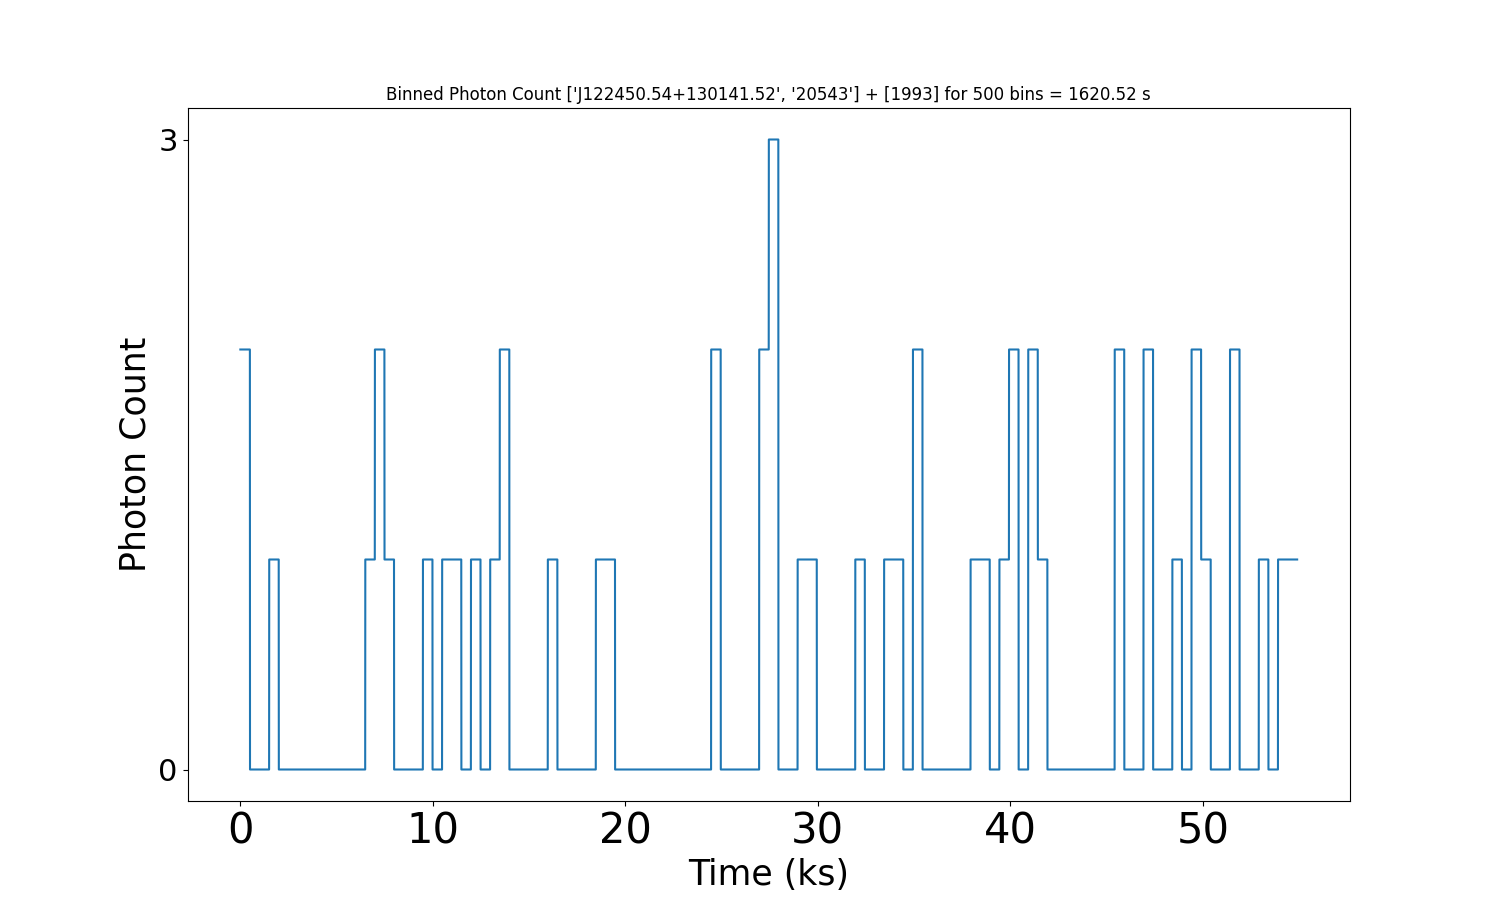 Binned Photon Count ['J122450.54+130141.52', '20543'] + [1993] for 500 bins = 1620.52 s
3
Photon Count
0
0 10 20 30 40 50
Time (ks)